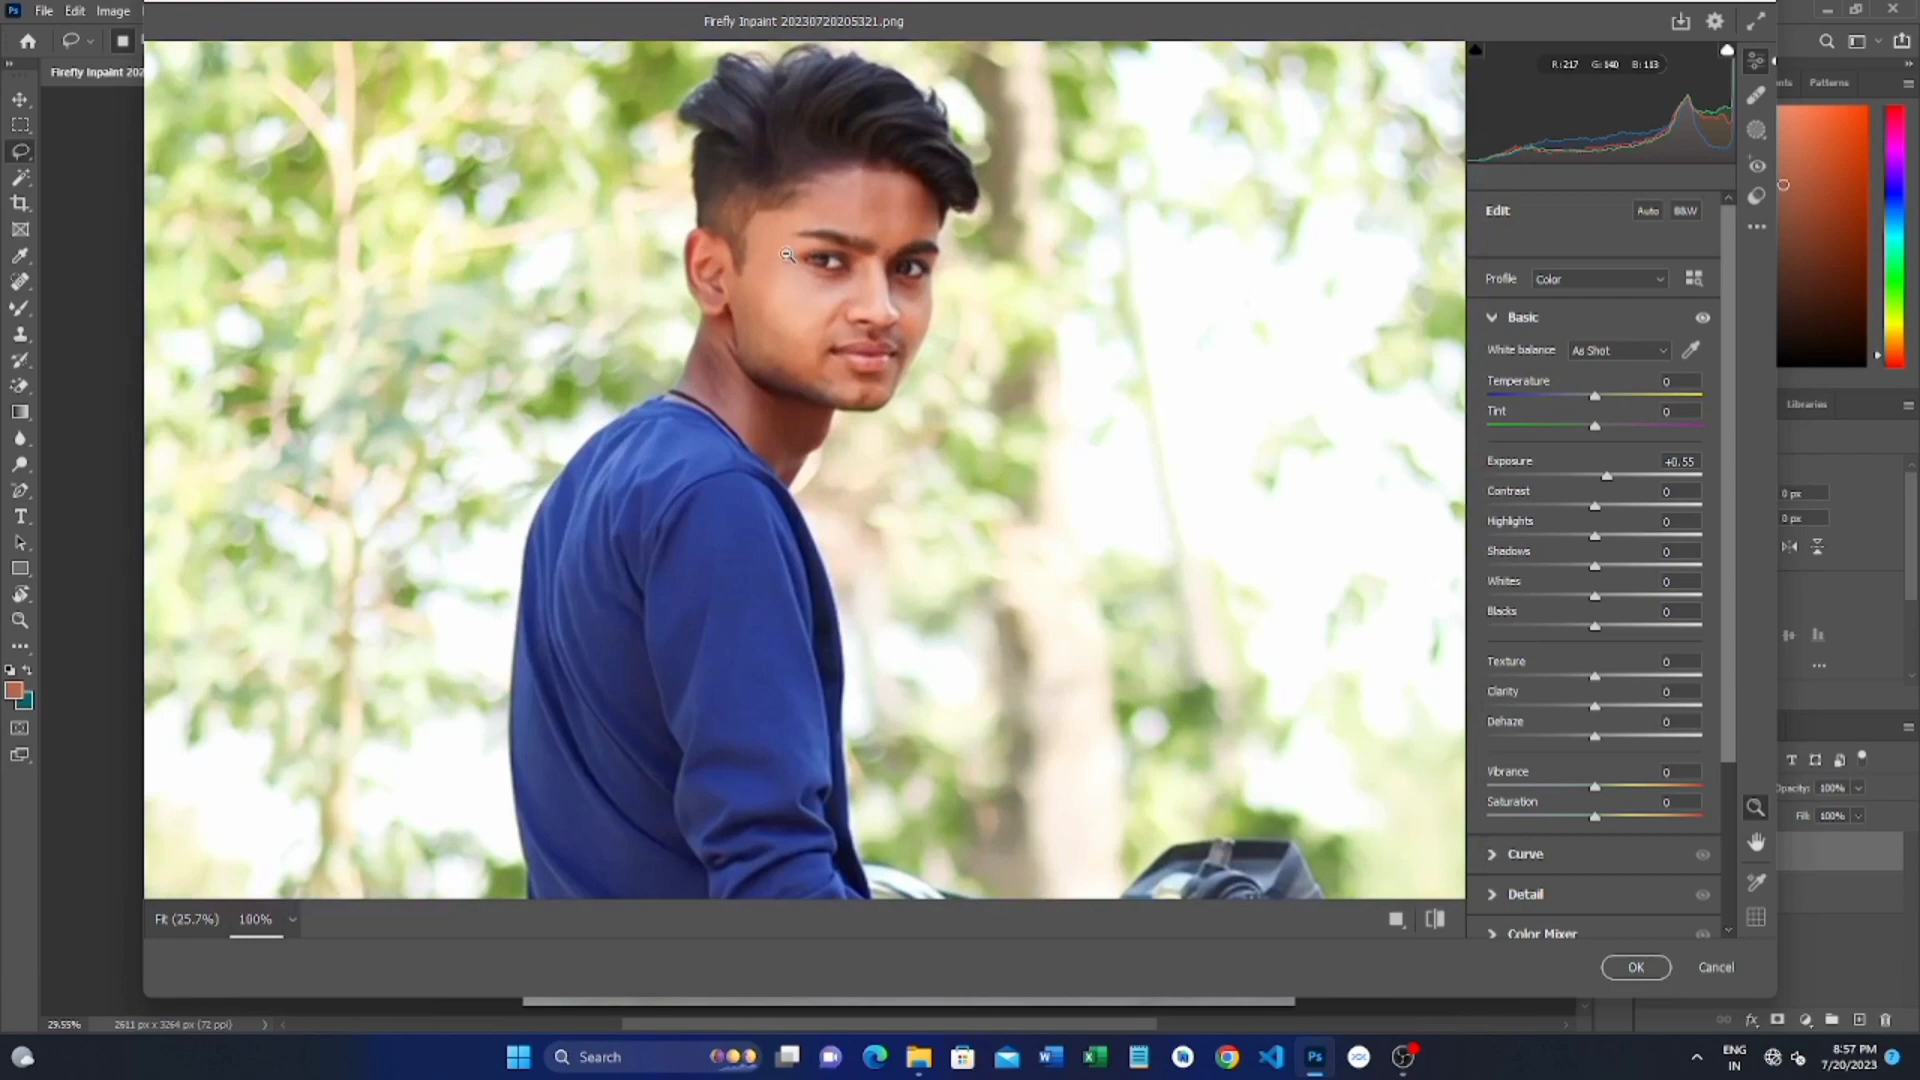 Ps File Edit Image
Firefly Inpaint 20230720205321.png
Firefly Inpaint 202
R:217 G:140 B:113
Patterns
Edit Auto B&W
Profile Color
Basic
White balance As Shot
Temperature 0
Tint 0
Exposure +0.55
Contrast 0
Highlights 0
Shadows 0
Whites 0
Blacks 0
Texture 0
Clarity 0
Dehaze 0
Vibrance 0
Saturation 0
Curve
Detail
Color Mixer
Libraries
0 px
0 px
Opacity: 100%
Fill: 100%
Fit (25.7%) 100%
OK Cancel
29.55% 2611 px x 3264 px (72 ppi)
Search
ENG
IN
8:57 PM
7/20/2023